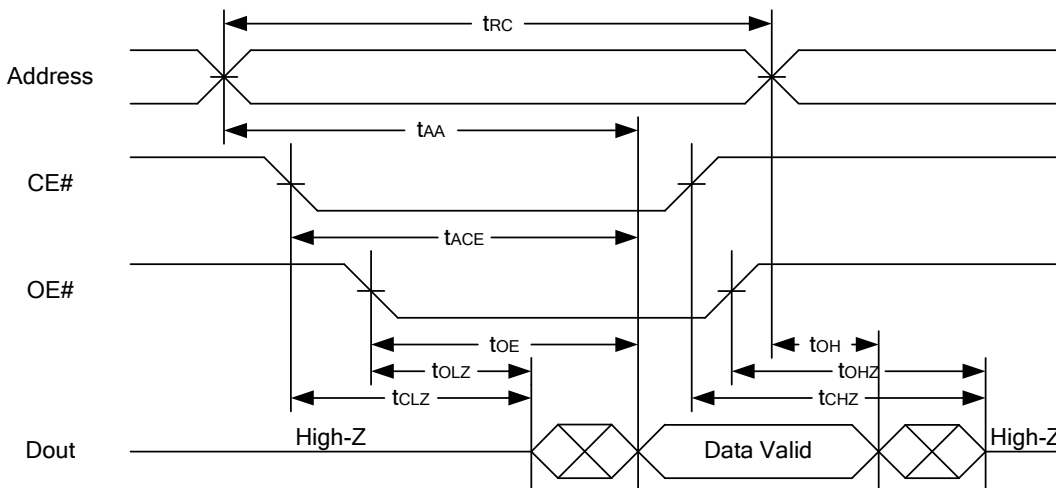 tRC
Address
tAA
CE#
tACE
OE#
tOE
tOH
tOLZ
tOHZ
tCLZ
tCHZ
Dout
High-Z
Data Valid
High-Z